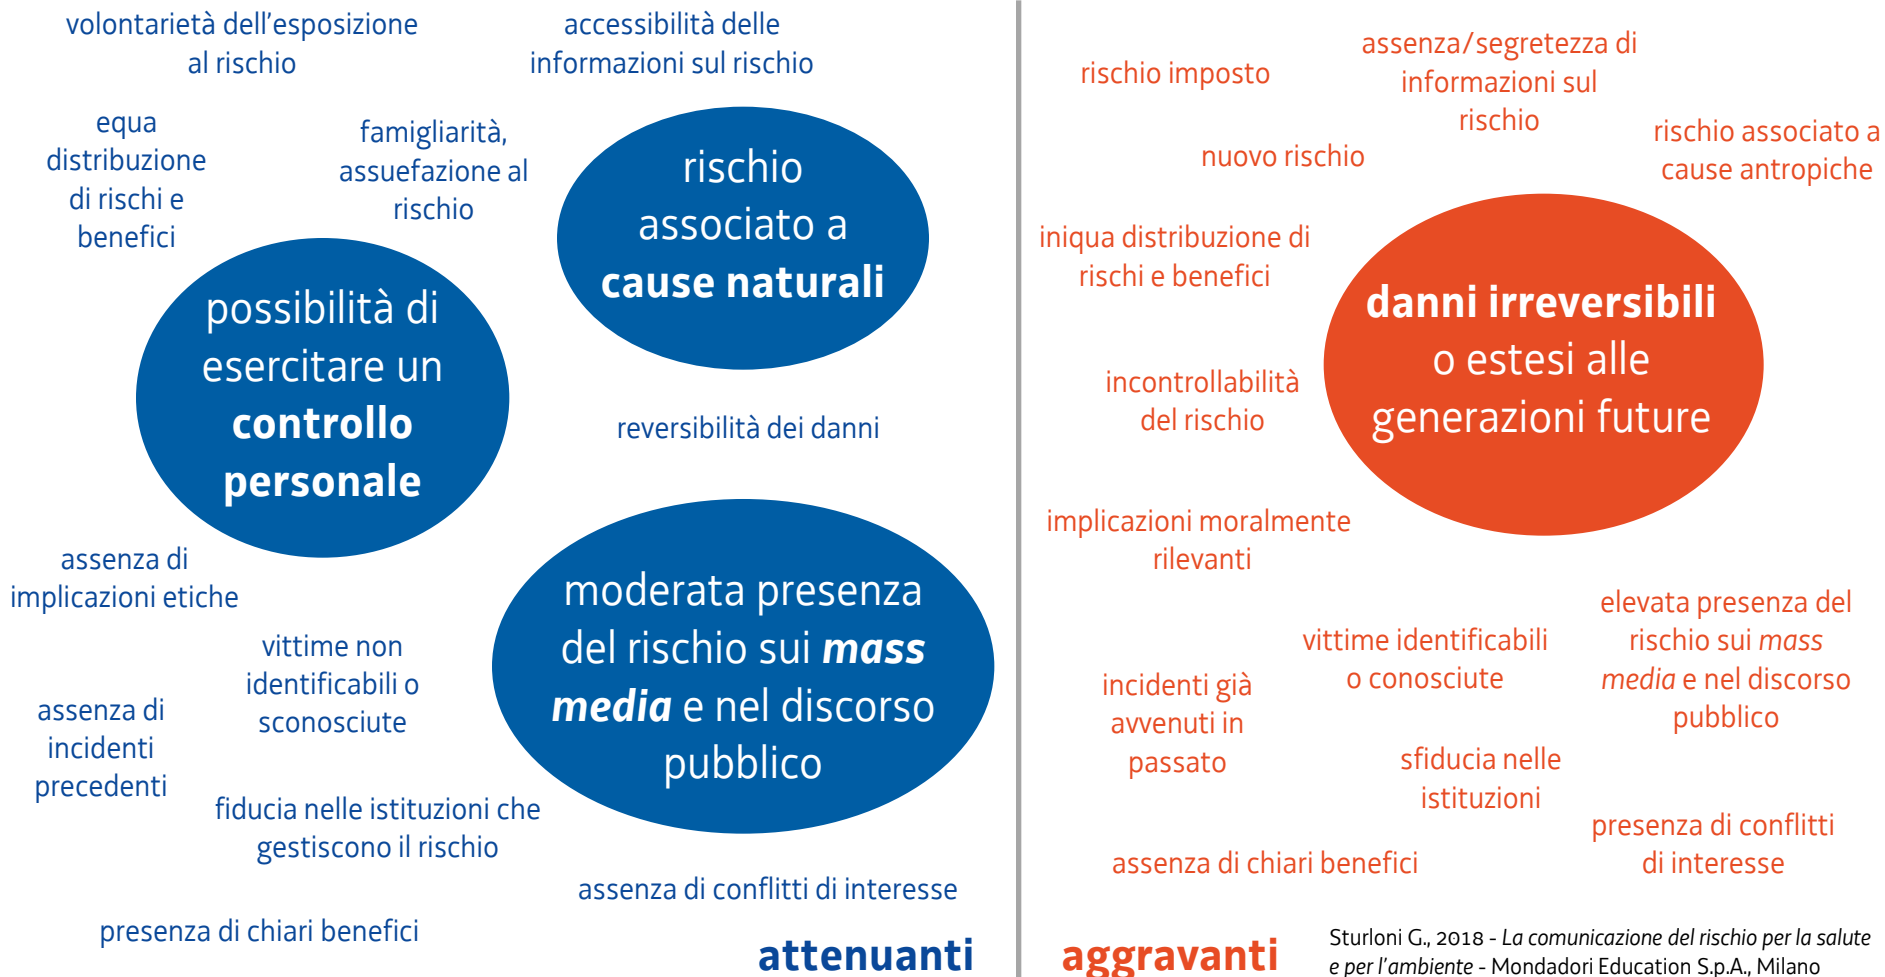 volontarietà dell'esposizione
al rischio
accessibilità delle
informazioni sul rischio
equa
distribuzione
di rischi e
benefici
famigliarità,
assuefazione al
rischio
rischio
associato a
cause naturali
possibilità di
esercitare un
controllo
personale
reversibilità dei danni
assenza di
implicazioni etiche
moderata presenza
del rischio sui mass
media e nel discorso
pubblico
vittime non
identificabili o
sconosciute
assenza di
incidenti
precedenti
fiducia nelle istituzioni che
gestiscono il rischio
assenza di conflitti di interesse
presenza di chiari benefici
attenuanti
rischio imposto
assenza/segretezza di
informazioni sul
rischio
nuovo rischio
rischio associato a
cause antropiche
iniqua distribuzione di
rischi e benefici
danni irreversibili
o estesi alle
generazioni future
incontrollabilità
del rischio
implicazioni moralmente
rilevanti
vittime identificabili
o conosciute
elevata presenza del
rischio sui mass
media e nel discorso
pubblico
incidenti già
avvenuti in
passato
sfiducia nelle
istituzioni
presenza di conflitti
di interesse
assenza di chiari benefici
aggravanti
Sturloni G., 2018 - La comunicazione del rischio per la salute
e per l'ambiente - Mondadori Education S.p.A., Milano